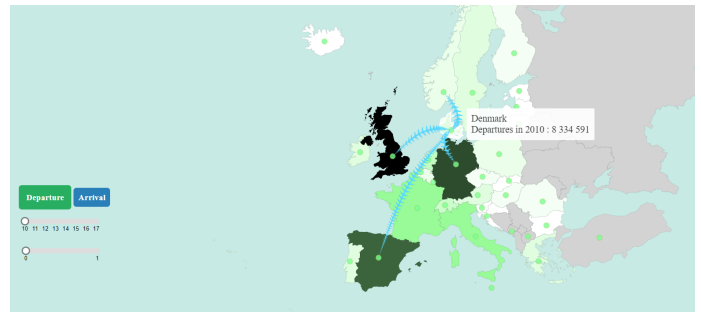 Denmark
Departures in 2010 : 8 334 591
Departure Arrival
10 11 12 13 14 15 16 17
0 1